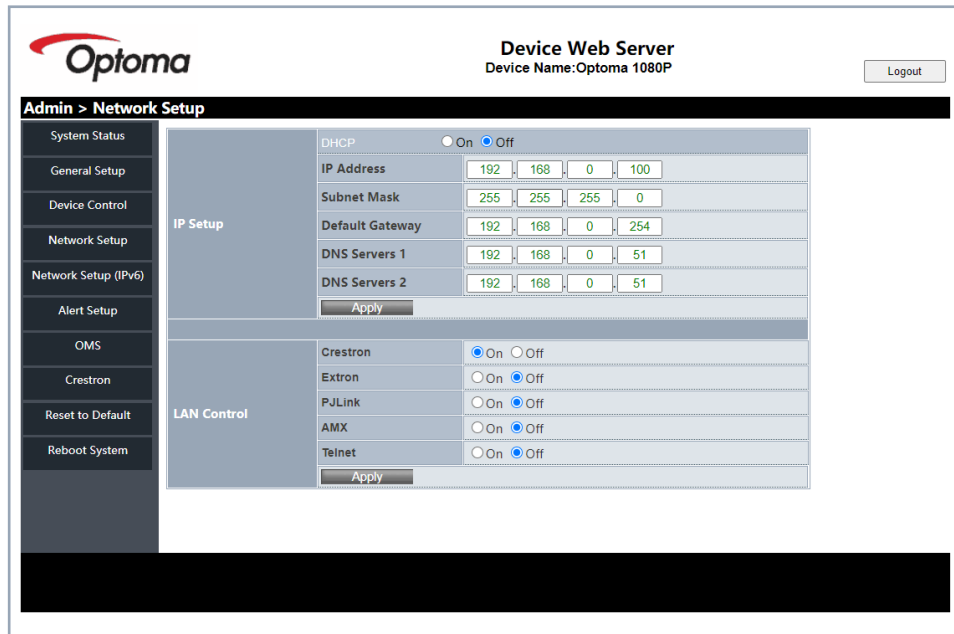 Optoma
Device Web Server
Device Name:Optoma 1080P
Logout
Admin > Network Setup
System Status
General Setup
Device Control
Network Setup
Network Setup (IPv6)
Alert Setup
OMS
Crestron
Reset to Default
Reboot System
IP Setup
DHCP On Off
IP Address 192 . 168 . 0 . 100
Subnet Mask 255 . 255 . 255 . 0
Default Gateway 192 . 168 . 0 . 254
DNS Servers 1 192 . 168 . 0 . 51
DNS Servers 2 192 . 168 . 0 . 51
Apply
LAN Control
Crestron On Off
Extron On Off
PJLink On Off
AMX On Off
Telnet On Off
Apply